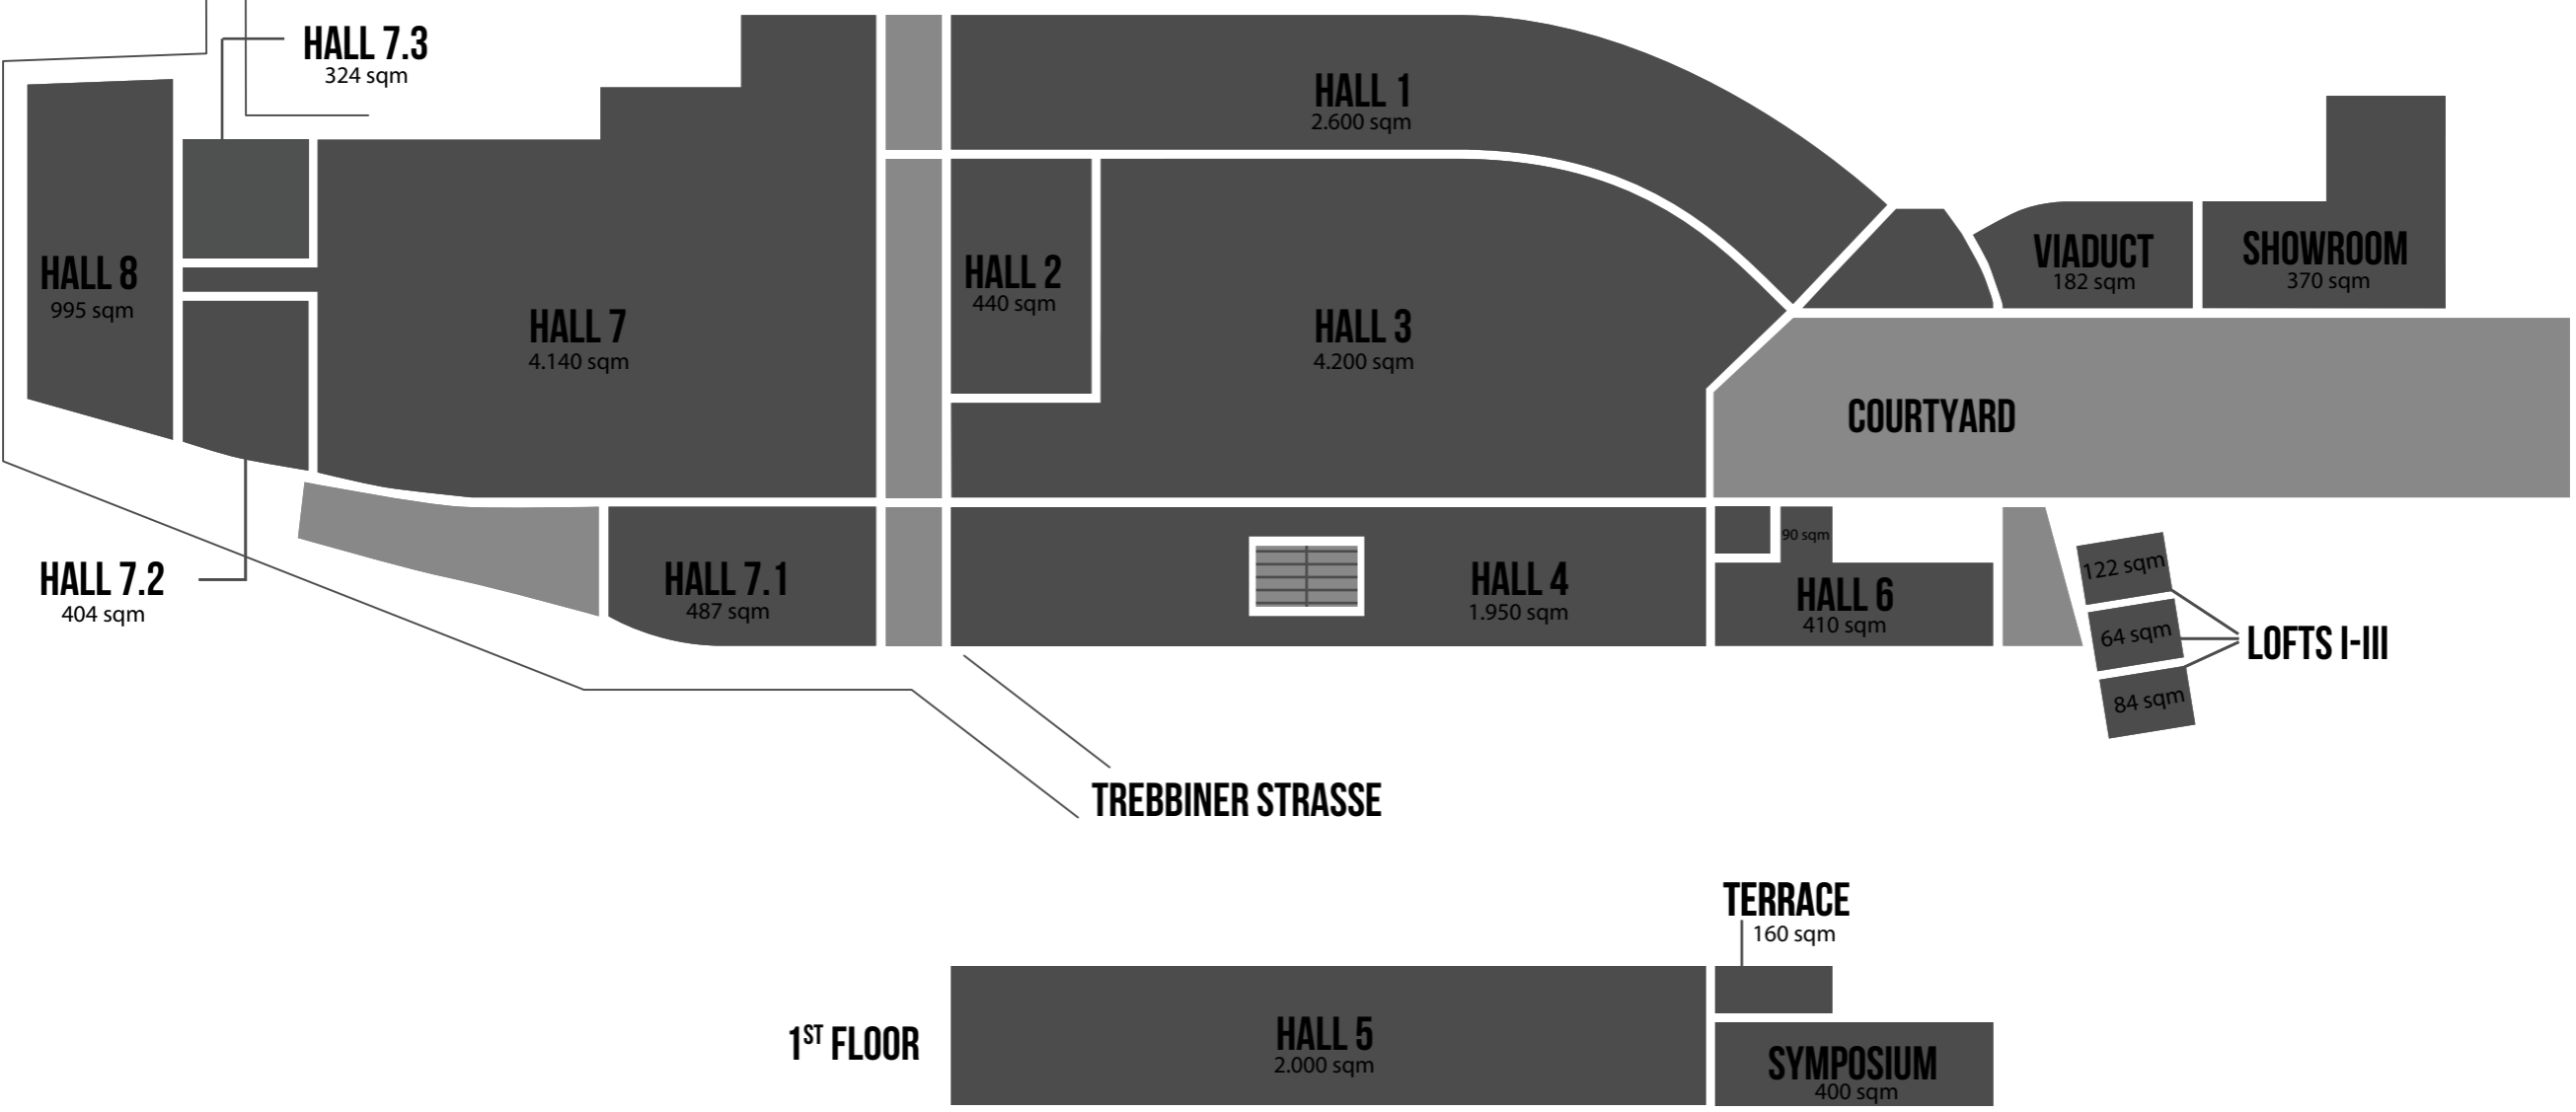 HALL 7.3
324 sqm
HALL 1
2.600 sqm
HALL 8
995 sqm
HALL 7
4.140 sqm
HALL 2
440 sqm
HALL 3
4.200 sqm
VIADUCT
182 sqm
SHOWROOM
370 sqm
COURTYARD
HALL 7.2
404 sqm
HALL 7.1
487 sqm
HALL 4
1.950 sqm
90 sqm
HALL 6
410 sqm
122 sqm
64 sqm
84 sqm
LOFTS I-III
TREBBINER STRASSE
TERRACE
160 sqm
1ST FLOOR
HALL 5
2.000 sqm
SYMPOSIUM
400 sqm